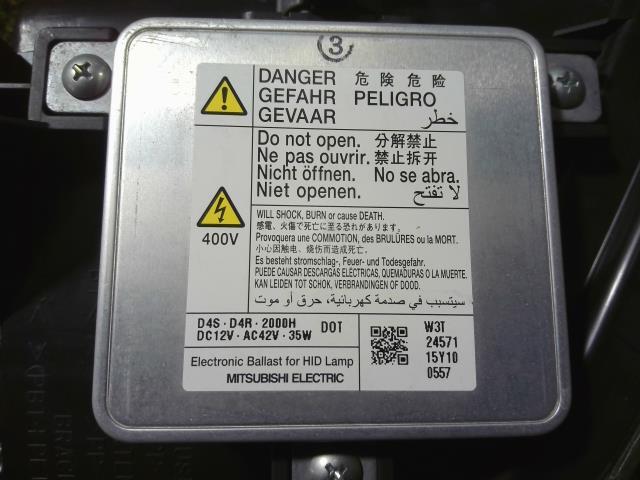 ③
DANGER 危 険 危 险
GEFAHR PELIGRO
GEVAAR خطر
Do not open. 分解禁止
Ne pas ouvrir. 禁止拆开
Nicht öffnen. No se abra.
Niet openen. لا تفتح
400V
WILL SHOCK, BURN or cause DEATH.
感電、火傷で死亡に至る恐れがあります。
Provoquera une COMMOTION, des BRULÛRES ou la MORT.
小心因触电、烧伤而造成死亡。
Es besteht stromschlag-, Feuer- und Todesgefahr.
PUEDE CAUSAR DESCARGAS ELÉCTRICAS, QUEMADURAS O LA MUERTE.
KAN LEIDEN TOT SCHOK, VERBRANDINGEN OF DOOD.
سيتسبب في صدمة كهربائية، حرق أو موت
D4S · D4R · 2000H DOT
DC12V · AC42V · 35W
Electronic Ballast for HID Lamp
MITSUBISHI ELECTRIC
W3T
24571
15Y10
0557